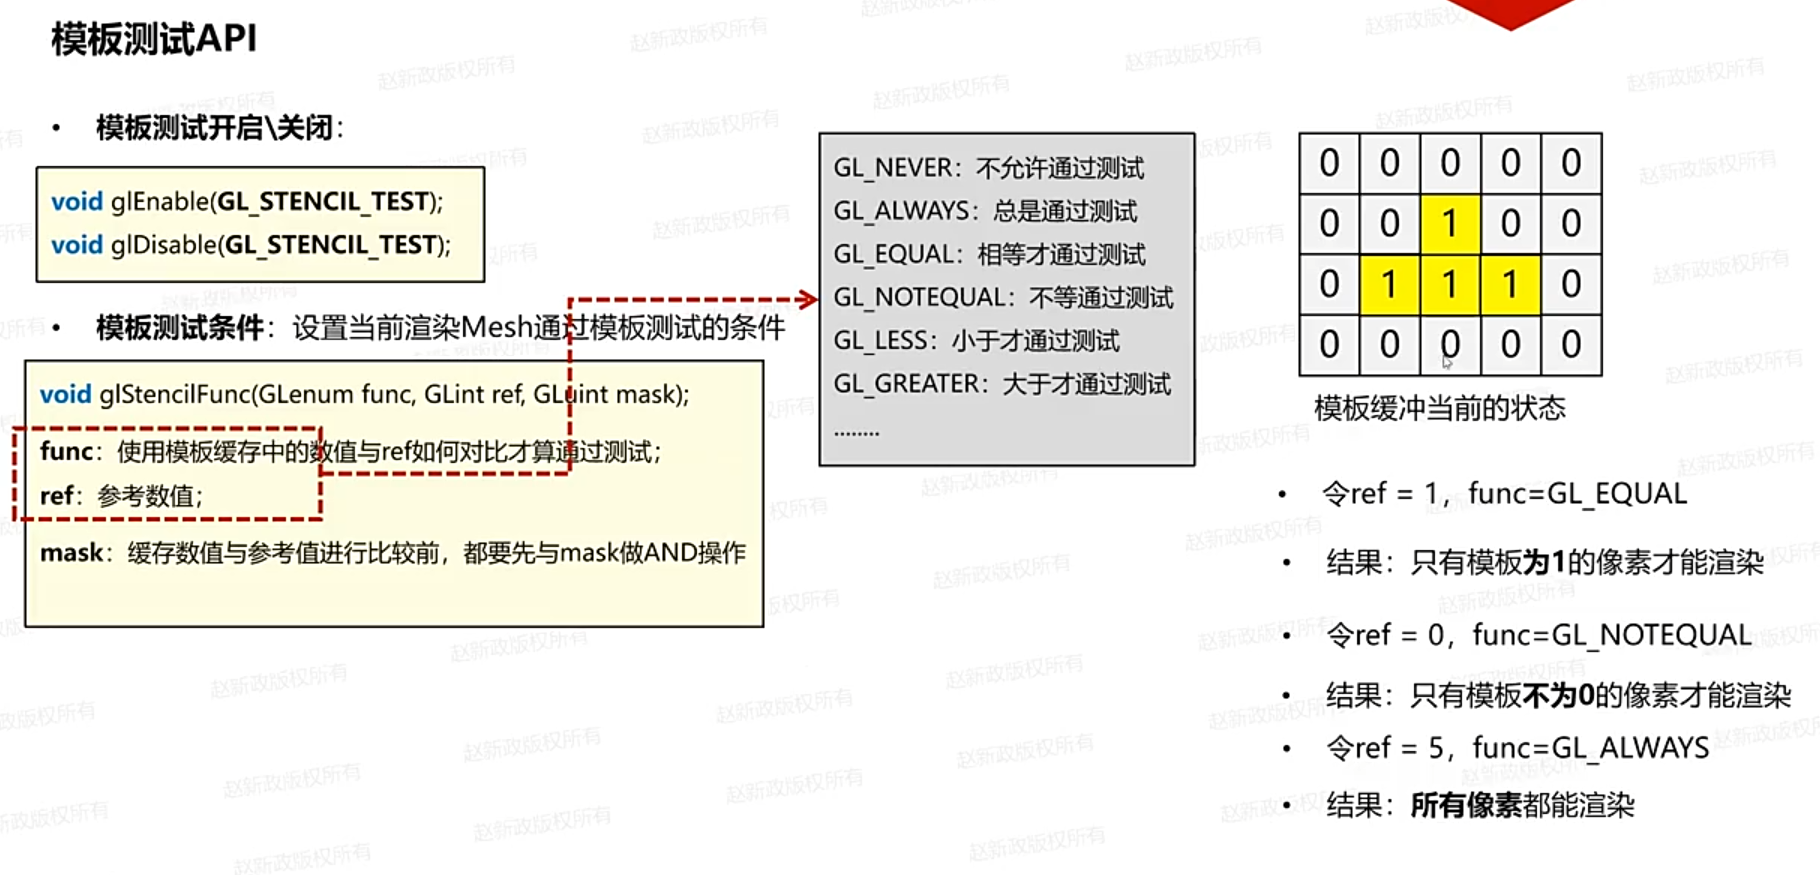 模板测试API
• 模板测试开启\关闭：
void glEnable(GL_STENCIL_TEST);
void glDisable(GL_STENCIL_TEST);
• 模板测试条件：设置当前渲染Mesh通过模板测试的条件
void glStencilFunc(GLenum func, GLint ref, GLuint mask);
func：使用模板缓存中的数值与ref如何对比才算通过测试；
ref：参考数值；
mask：缓存数值与参考值进行比较前，都要先与mask做AND操作
GL_NEVER：不允许通过测试
GL_ALWAYS：总是通过测试
GL_EQUAL：相等才通过测试
GL_NOTEQUAL：不等通过测试
GL_LESS：小于才通过测试
GL_GREATER：大于才通过测试
........
0 0 0 0 0
0 0 1 0 0
0 1 1 1 0
0 0 0 0 0
模板缓冲当前的状态
• 令ref = 1，func=GL_EQUAL
• 结果：只有模板为1的像素才能渲染
• 令ref = 0，func=GL_NOTEQUAL
• 结果：只有模板不为0的像素才能渲染
• 令ref = 5，func=GL_ALWAYS
• 结果：所有像素都能渲染
赵新政版权所有